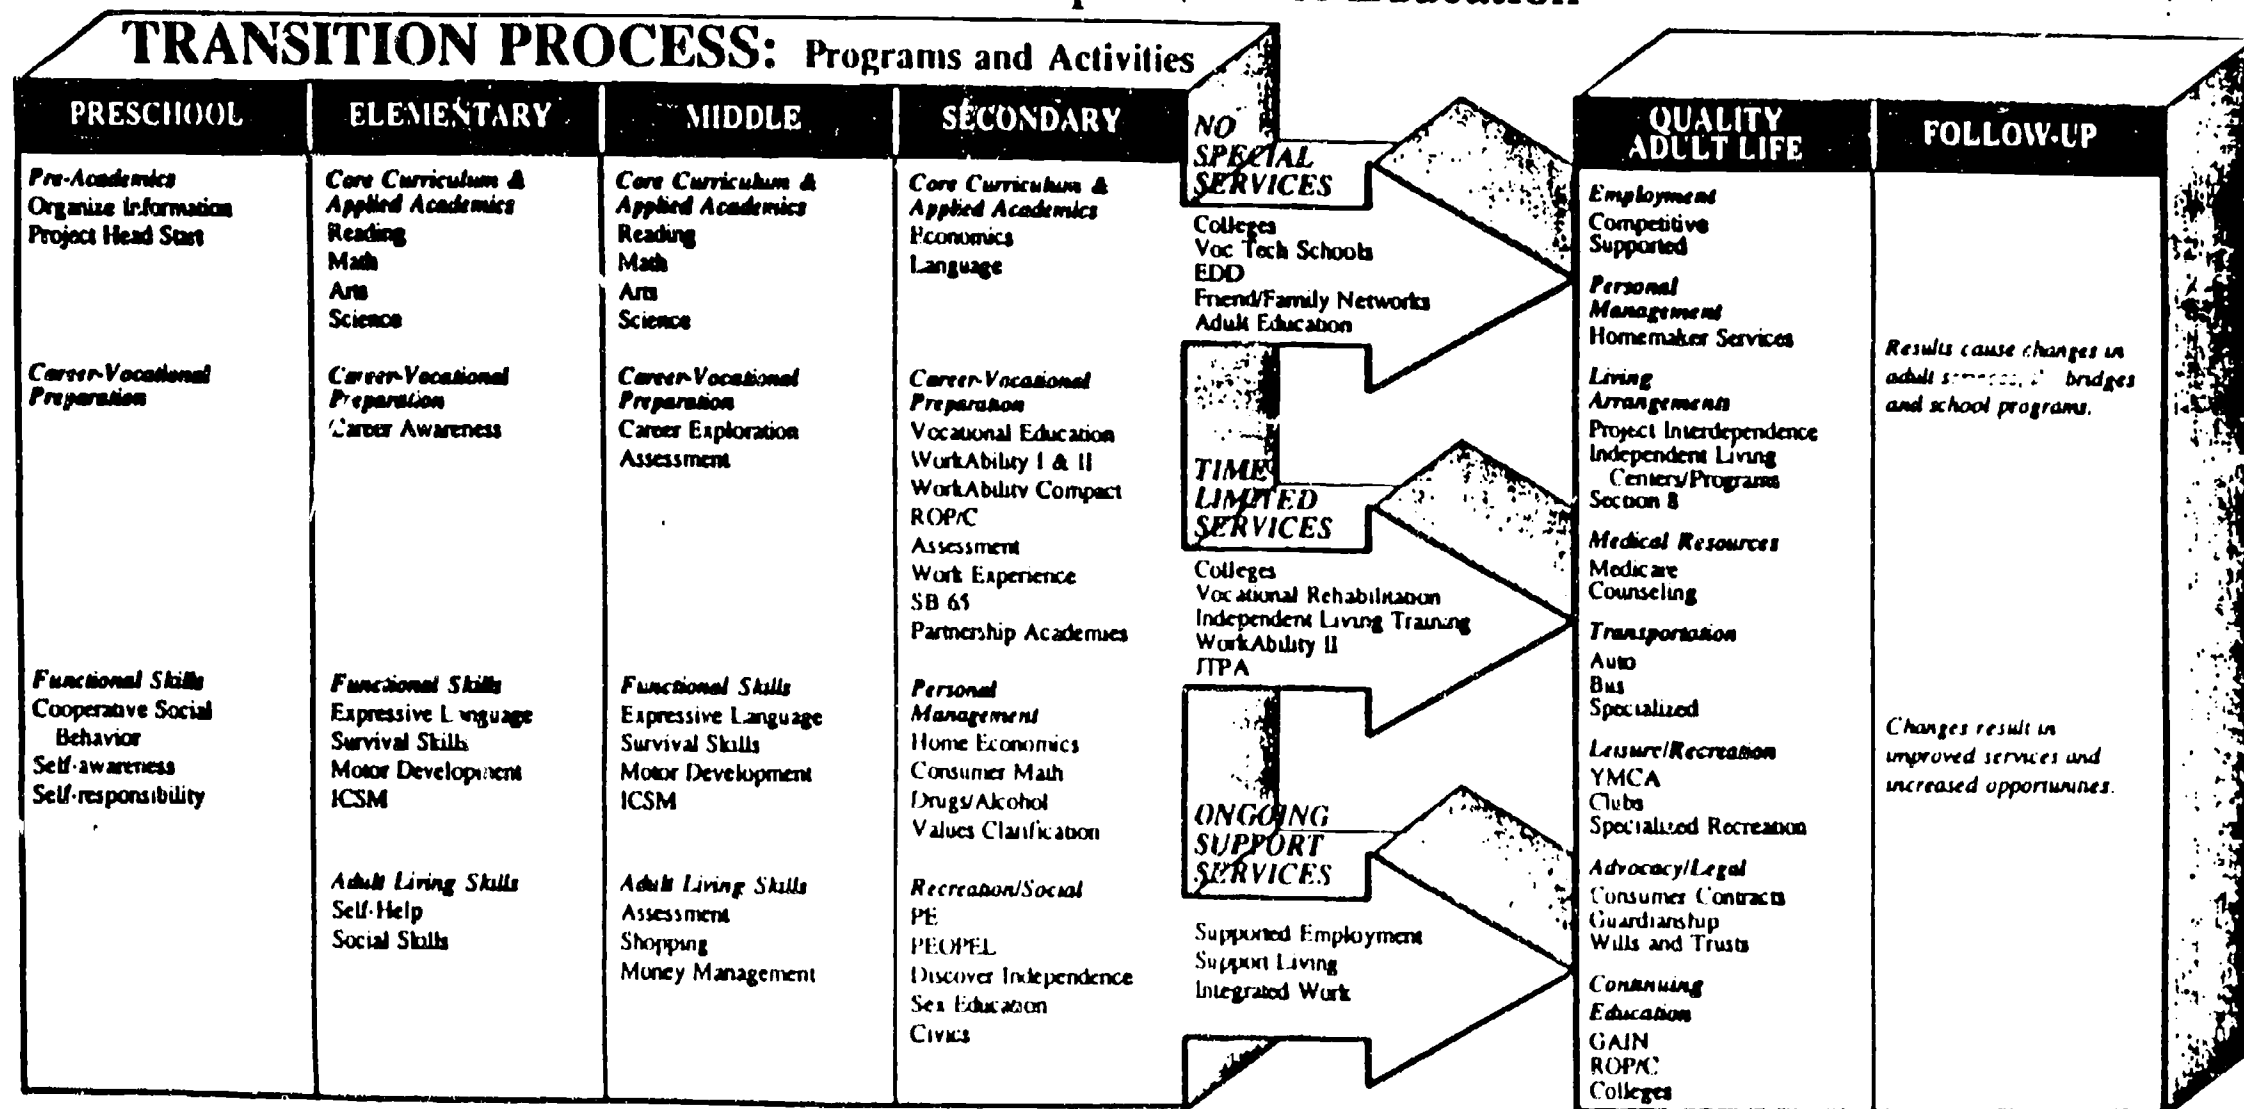 TRANSITION PROCESS: Programs and Activities
PRESCHOOL
Pre-Academics
Organize Information
Project Head Start
Career-Vocational
Preparation
Functional Skills
Cooperative Social
Behavior
Self-awareness
Self-responsibility
ELEMENTARY
Core Curriculum &
Applied Academics
Reading
Math
Arts
Science
Career-Vocational
Preparation
Career Awareness
Functional Skills
Expressive Language
Survival Skills
Motor Development
ICSM
Adult Living Skills
Self-Help
Social Skills
MIDDLE
Core Curriculum &
Applied Academics
Reading
Math
Arts
Science
Career-Vocational
Preparation
Career Exploration
Assessment
Functional Skills
Expressive Language
Survival Skills
Motor Development
ICSM
Adult Living Skills
Assessment
Shopping
Money Management
SECONDARY
Core Curriculum &
Applied Academics
Economics
Language
Career-Vocational
Preparation
Vocational Education
WorkAbility I & II
WorkAbility Compact
ROP/C
Assessment
Work Experience
SB 65
Partnership Academies
Personal
Management
Home Economics
Consumer Math
Drugs/Alcohol
Values Clarification
Recreation/Social
PE
PEOPEL
Discover Independence
Sex Education
Civics
NO
SPECIAL
SERVICES
Colleges
Voc Tech Schools
EDD
Friend/Family Networks
Adult Education
TIME
LIMITED
SERVICES
Colleges
Vocational Rehabilitation
Independent Living Training
WorkAbility II
JTPA
ONGOING
SUPPORT
SERVICES
Supported Employment
Support Living
Integrated Work
QUALITY
ADULT LIFE
Employment
Competitive
Supported
Personal
Management
Homemaker Services
Living
Arrangements
Project Interdependence
Independent Living
Centers/Programs
Section 8
Medical Resources
Medicare
Counseling
Transportation
Auto
Bus
Specialized
Leisure/Recreation
YMCA
Clubs
Specialized Recreation
Advocacy/Legal
Consumer Contracts
Guardianship
Wills and Trusts
Continuing
Education
GAIN
ROP/C
Colleges
FOLLOW-UP
Results cause changes in
adult bridges
and school programs.
Changes result in
improved services and
increased opportunities.